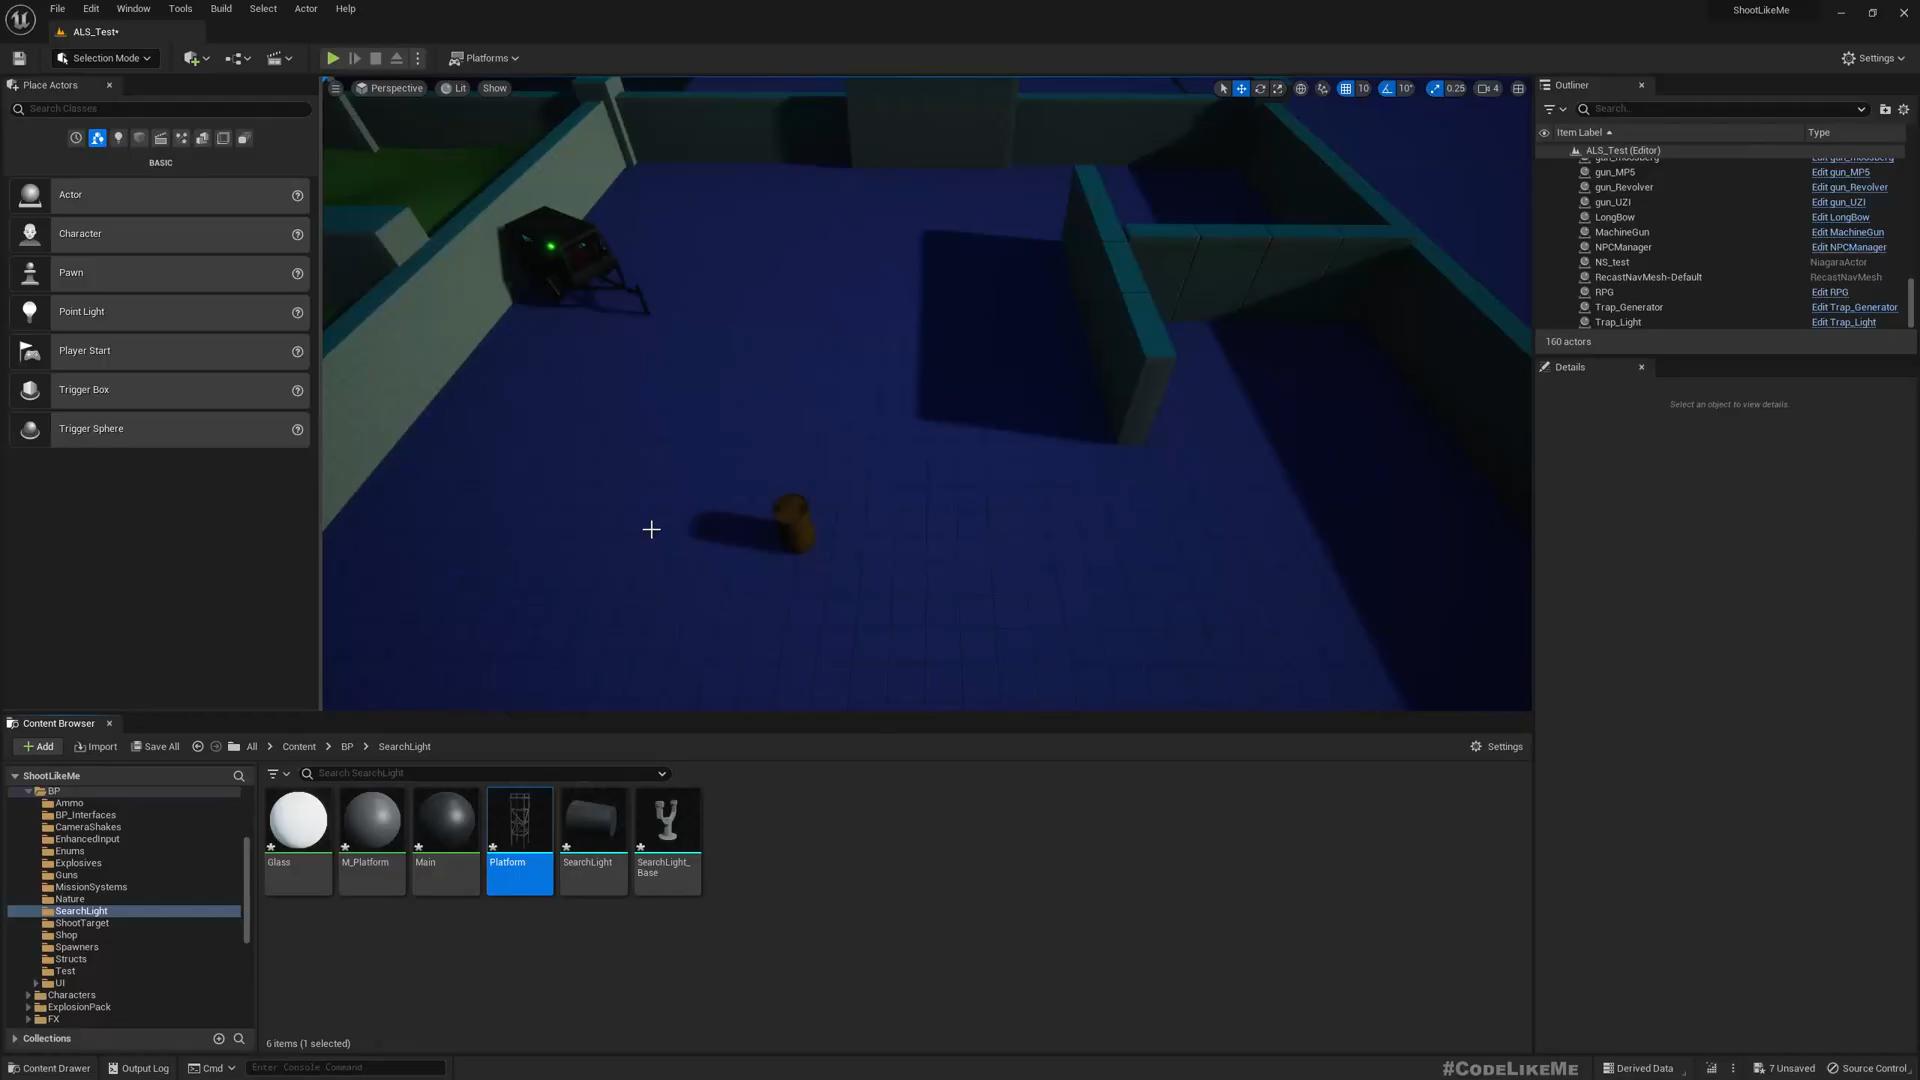 File Edit Window Tools Build Select Actor Help
ShootLikeMe
ALS_Test*
Selection Mode
Platforms
Settings
Place Actors
Search Classes
BASIC
Actor
Character
Pawn
Point Light
Player Start
Trigger Box
Trigger Sphere
Perspective Lit Show
10 10° 0.25 4
Outliner
Search...
Item Label Type
ALS_Test (Editor)
gun_MP5 Edit gun_MP5
gun_Revolver Edit gun_Revolver
gun_UZI Edit gun_UZI
LongBow Edit LongBow
MachineGun Edit MachineGun
NPCManager Edit NPCManager
NS_test NiagaraActor
RecastNavMesh-Default RecastNavMesh
RPG Edit RPG
Trap_Generator Edit Trap_Generator
Trap_Light Edit Trap_Light
160 actors
Details
Select an object to view details.
Content Browser
Add Import Save All All Content BP SearchLight Settings
ShootLikeMe
Search SearchLight
BP
Ammo
BP_Interfaces
CameraShakes
EnhancedInput
Enums
Explosives
Guns
MissionSystems
Nature
SearchLight
ShootTarget
Shop
Spawners
Structs
Test
UI
Characters
ExplosionPack
FX
Collections
Glass
M_Platform
Main
Platform
SearchLight
SearchLight_
Base
6 items (1 selected)
Content Drawer Output Log Cmd Enter Console Command
#CODELIKEME
Derived Data 7 Unsaved Source Control